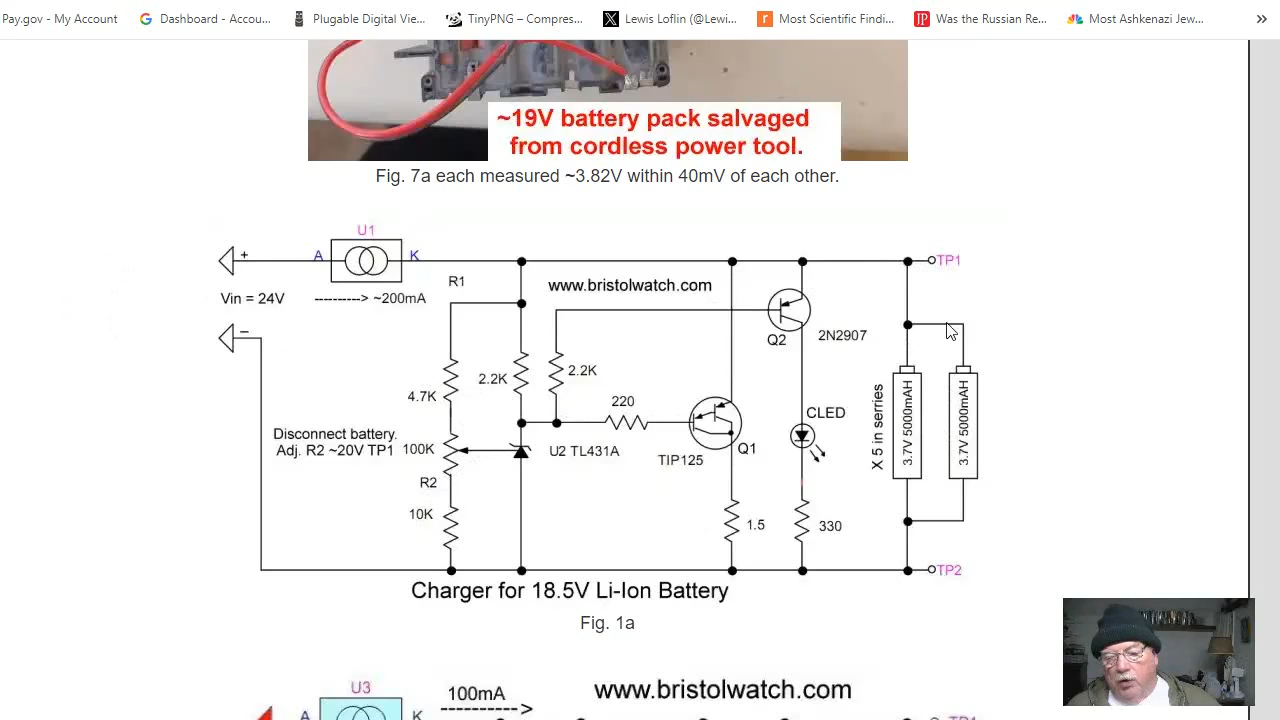 Pay.gov - My Account
Dashboard - Accou...
Plugable Digital Vie...
TinyPNG – Compres...
Lewis Loflin (@Lewi...
Most Scientific Findi...
Was the Russian Re...
Most Ashkenazi Jew...
»
~19V battery pack salvaged
from cordless power tool.
Fig. 7a each measured ~3.82V within 40mV of each other.
U1
+
A
K
TP1
R1
www.bristolwatch.com
Vin = 24V
----------> ~200mA
–
Q2
2N2907
4.7K
2.2K
2.2K
220
CLED
X 5 in serries
3.7V 5000mAH
3.7V 5000mAH
Disconnect battery.
Adj. R2 ~20V TP1
100K
U2 TL431A
TIP125
Q1
R2
10K
1.5
330
TP2
Charger for 18.5V Li-Ion Battery
Fig. 1a
U3
100mA
-------->
www.bristolwatch.com
A
K
TP1